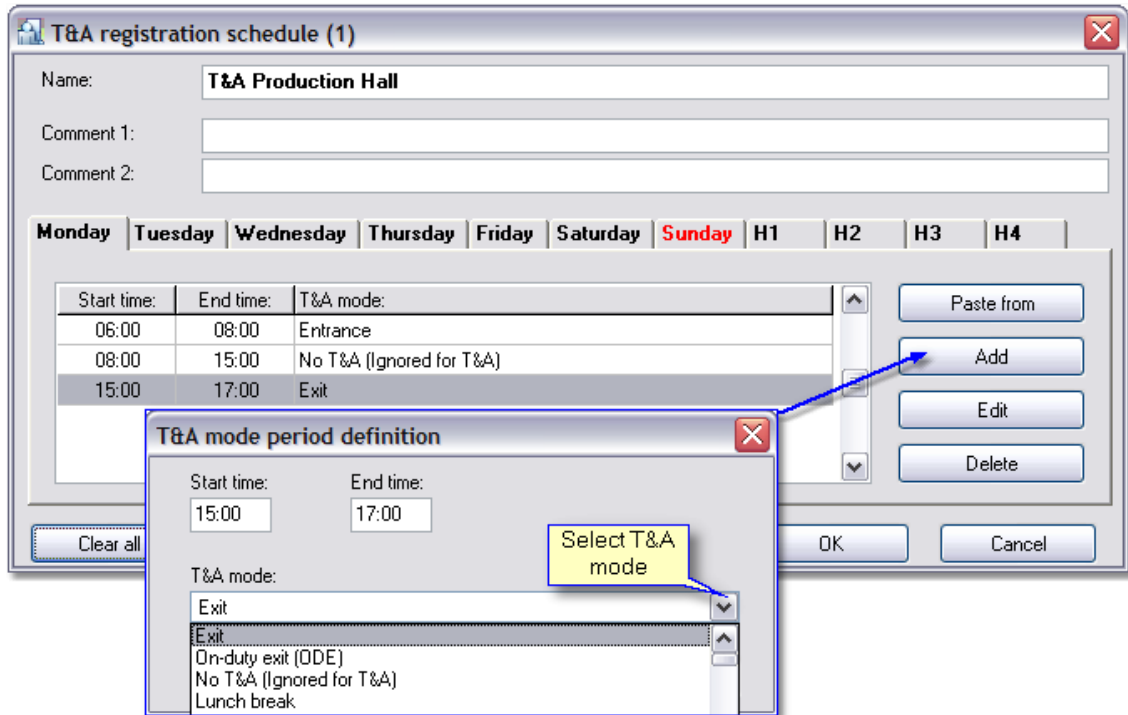 T&A registration schedule (1)
Name: T&A Production Hall
Comment 1:
Comment 2:
Monday Tuesday Wednesday Thursday Friday Saturday Sunday H1 H2 H3 H4
Start time: End time: T&A mode:
06:00 08:00 Entrance
08:00 15:00 No T&A (Ignored for T&A)
15:00 17:00 Exit
Paste from
Add
Edit
Delete
Clear all
OK
Cancel
T&A mode period definition
Start time: End time:
15:00 17:00
Select T&A
mode
T&A mode:
Exit
Exit
On-duty exit (ODE)
No T&A (Ignored for T&A)
Lunch break